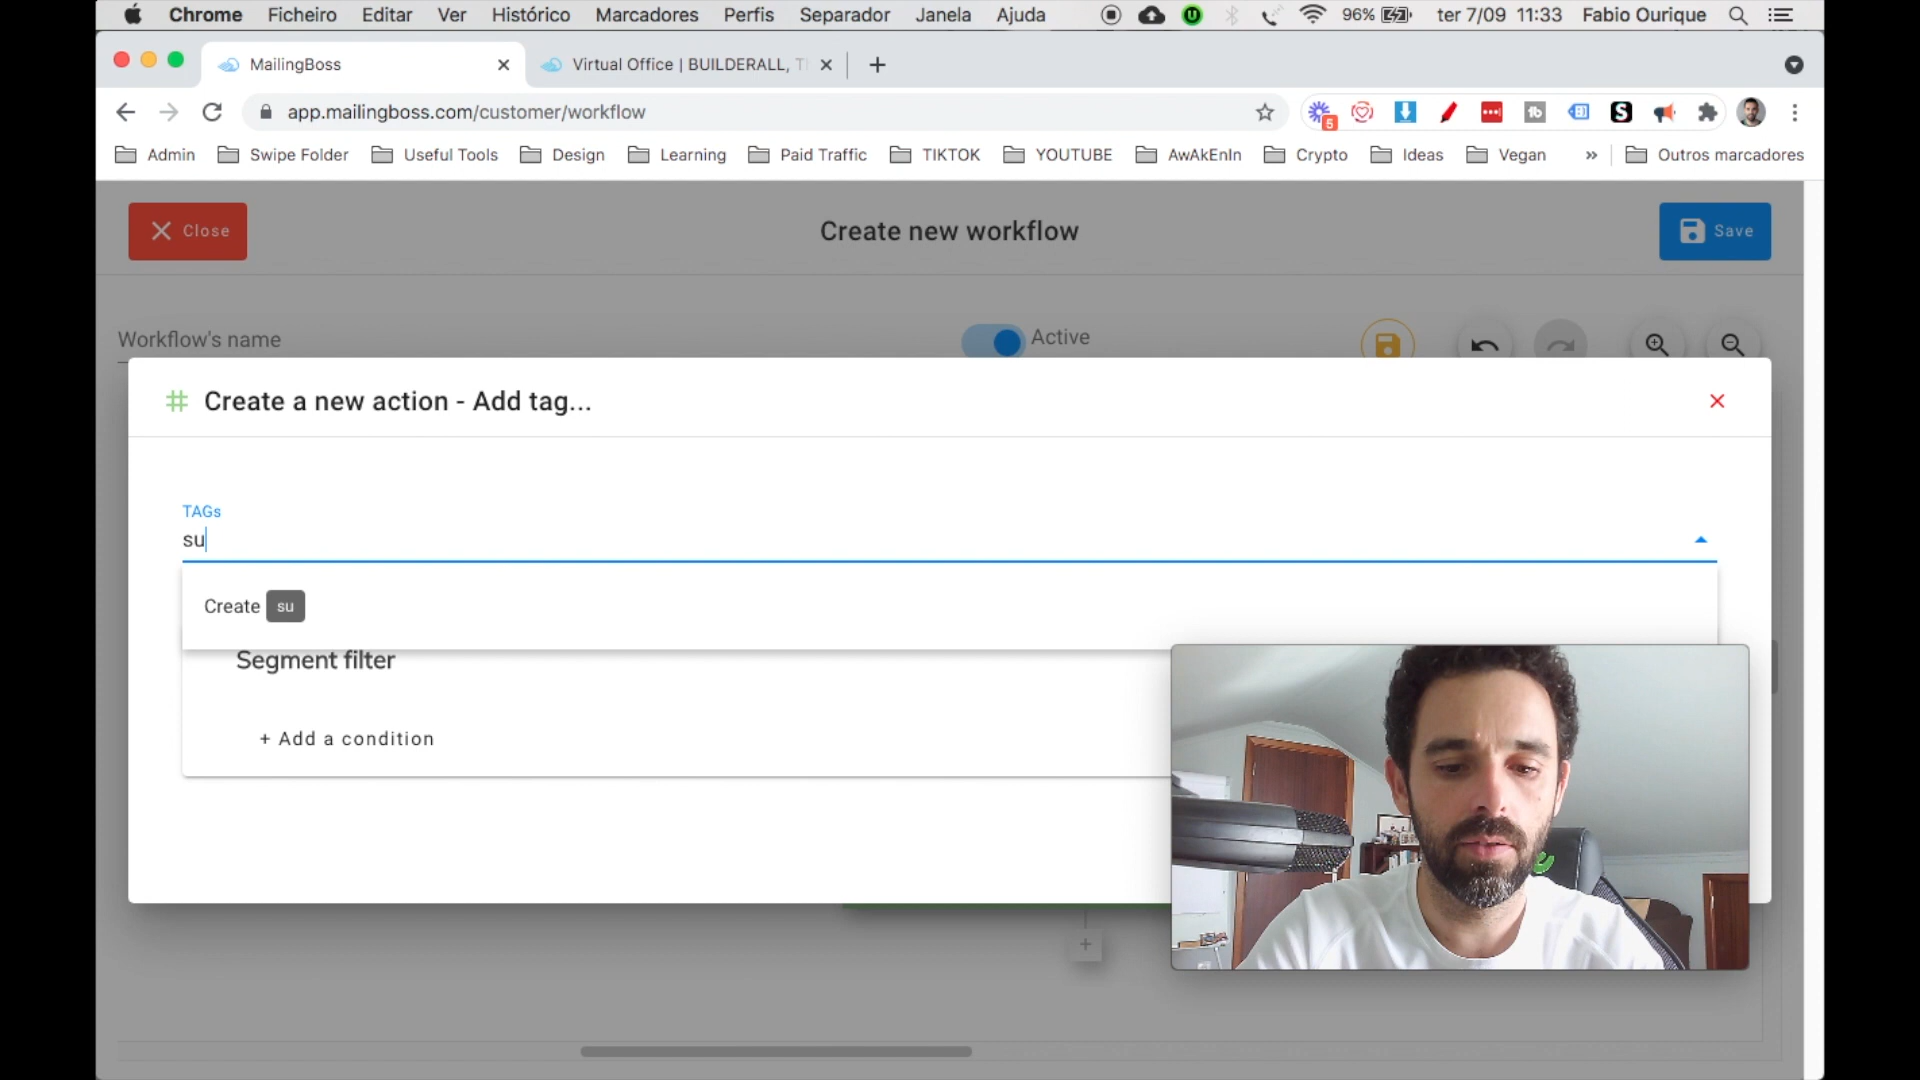 Chrome Ficheiro Editar Ver Histórico Marcadores Perfis Separador Janela Ajuda 96% ter 7/09 11:33 Fabio Ourique
MailingBoss Virtual Office | BUILDERALL, T
app.mailingboss.com/customer/workflow
5
Admin Swipe Folder Useful Tools Design Learning Paid Traffic TIKTOK YOUTUBE AwAkEnIn Crypto Ideas Vegan » Outros marcadores
Close Create new workflow Save
Workflow's name Active
Create a new action - Add tag...
TAGs
su
Create su
Segment filter
+ Add a condition